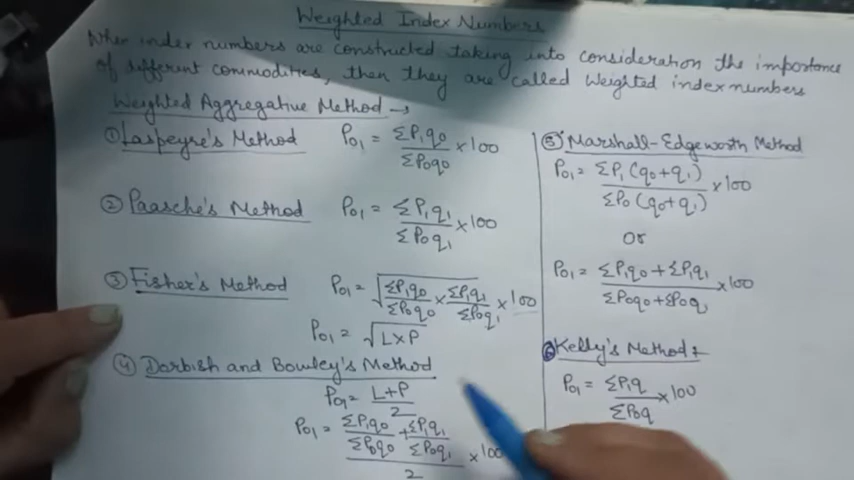 Weighted Index Numbers
When index numbers are constructed taking into consideration the importance
of different commodities, then they are called Weighted index numbers
Weighted Aggregative Method →
① Laspeyre's Method P₀₁ = ΣP₁q₀ / ΣP₀q₀ × 100
② Paasche's Method P₀₁ = ΣP₁q₁ / ΣP₀q₁ × 100
③ Fisher's Method P₀₁ = √(ΣP₁q₀ / ΣP₀q₀ × ΣP₁q₁ / ΣP₀q₁) × 100
P₀₁ = √(L×P)
④ Dorbish and Bowley's Method
P₀₁ = L+P / 2
P₀₁ = (ΣP₁q₀ / ΣP₀q₀ + ΣP₁q₁ / ΣP₀q₁) / 2 × 100
⑤ Marshall-Edgeworth Method
P₀₁ = ΣP₁(q₀+q₁) / ΣP₀(q₀+q₁) × 100
or
P₀₁ = ΣP₁q₀ + ΣP₁q₁ / ΣP₀q₀ + ΣP₀q₁ × 100
⑥ Kelly's Method
P₀₁ = ΣP₁q / ΣP₀q × 100